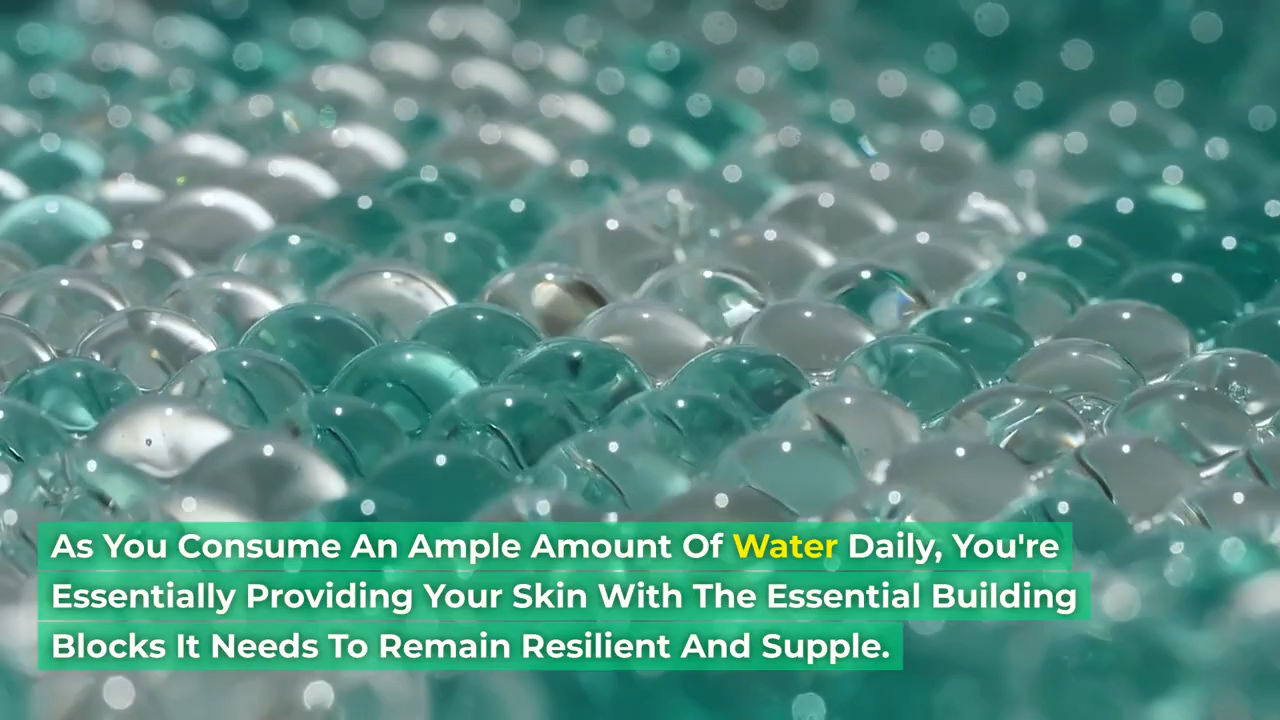 As You Consume An Ample Amount Of Water Daily, You're
Essentially Providing Your Skin With The Essential Building
Blocks It Needs To Remain Resilient And Supple.